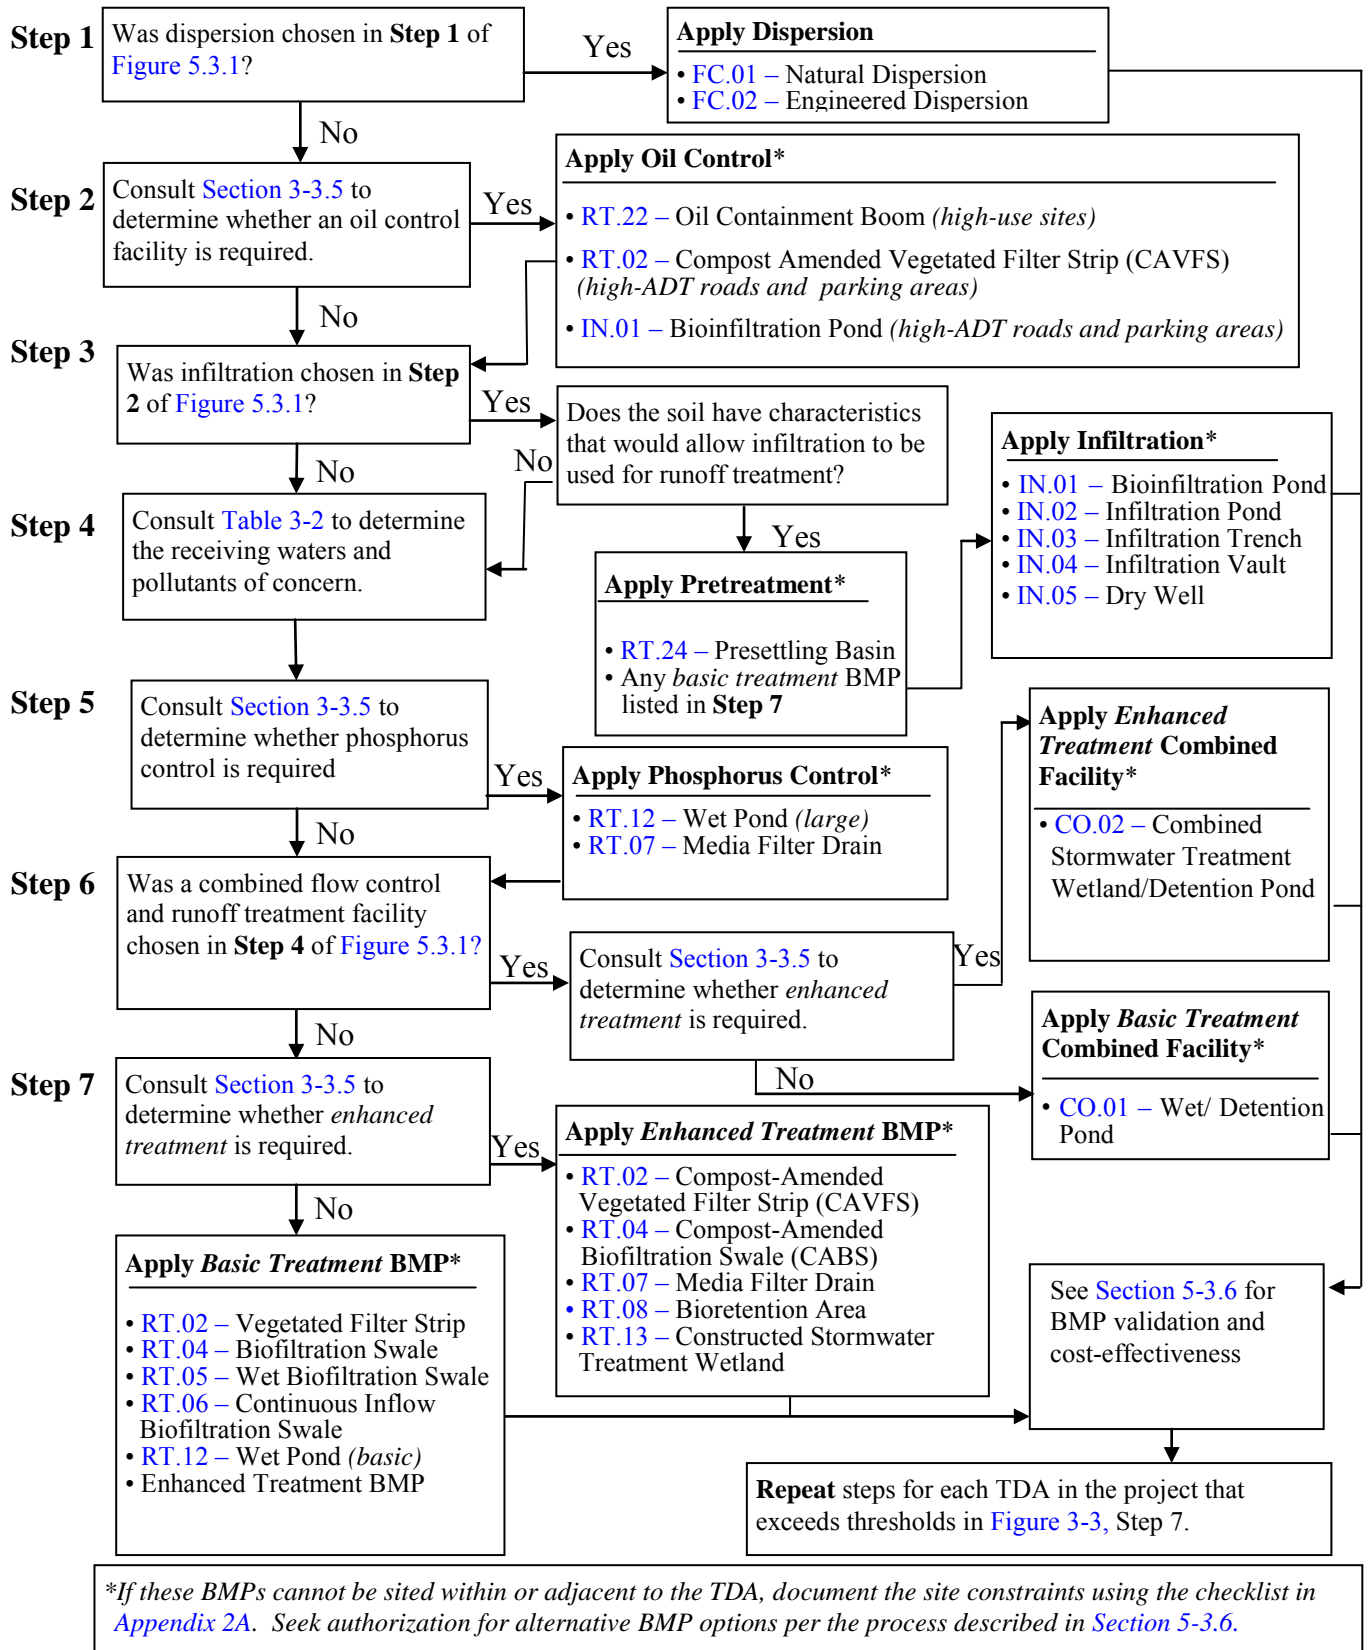 Step 1
Was dispersion chosen in Step 1 of
Figure 5.3.1?
Yes
Apply Dispersion
• FC.01 – Natural Dispersion
• FC.02 – Engineered Dispersion
No
Step 2
Consult Section 3-3.5 to
determine whether an oil control
facility is required.
Yes
Apply Oil Control*
• RT.22 – Oil Containment Boom (high-use sites)
• RT.02 – Compost Amended Vegetated Filter Strip (CAVFS)
(high-ADT roads and parking areas)
• IN.01 – Bioinfiltration Pond (high-ADT roads and parking areas)
No
Step 3
Was infiltration chosen in Step
2 of Figure 5.3.1?
Yes
Does the soil have characteristics
that would allow infiltration to be
used for runoff treatment?
No
Yes
Apply Infiltration*
• IN.01 – Bioinfiltration Pond
• IN.02 – Infiltration Pond
• IN.03 – Infiltration Trench
• IN.04 – Infiltration Vault
• IN.05 – Dry Well
No
Step 4
Consult Table 3-2 to determine
the receiving waters and
pollutants of concern.
Apply Pretreatment*
• RT.24 – Presettling Basin
• Any basic treatment BMP
listed in Step 7
Step 5
Consult Section 3-3.5 to
determine whether phosphorus
control is required
Yes
Apply Phosphorus Control*
• RT.12 – Wet Pond (large)
• RT.07 – Media Filter Drain
No
Apply Enhanced
Treatment Combined
Facility*
• CO.02 – Combined
Stormwater Treatment
Wetland/Detention Pond
Step 6
Was a combined flow control
and runoff treatment facility
chosen in Step 4 of Figure 5.3.1?
Yes
Consult Section 3-3.5 to
determine whether enhanced
treatment is required.
Yes
No
Apply Basic Treatment
Combined Facility*
• CO.01 – Wet/ Detention
Pond
No
Step 7
Consult Section 3-3.5 to
determine whether enhanced
treatment is required.
Yes
Apply Enhanced Treatment BMP*
• RT.02 – Compost-Amended
Vegetated Filter Strip (CAVFS)
• RT.04 – Compost-Amended
Biofiltration Swale (CABS)
• RT.07 – Media Filter Drain
• RT.08 – Bioretention Area
• RT.13 – Constructed Stormwater
Treatment Wetland
No
Apply Basic Treatment BMP*
• RT.02 – Vegetated Filter Strip
• RT.04 – Biofiltration Swale
• RT.05 – Wet Biofiltration Swale
• RT.06 – Continuous Inflow
Biofiltration Swale
• RT.12 – Wet Pond (basic)
• Enhanced Treatment BMP
See Section 5-3.6 for
BMP validation and
cost-effectiveness
Repeat steps for each TDA in the project that
exceeds thresholds in Figure 3-3, Step 7.
*If these BMPs cannot be sited within or adjacent to the TDA, document the site constraints using the checklist in
Appendix 2A. Seek authorization for alternative BMP options per the process described in Section 5-3.6.